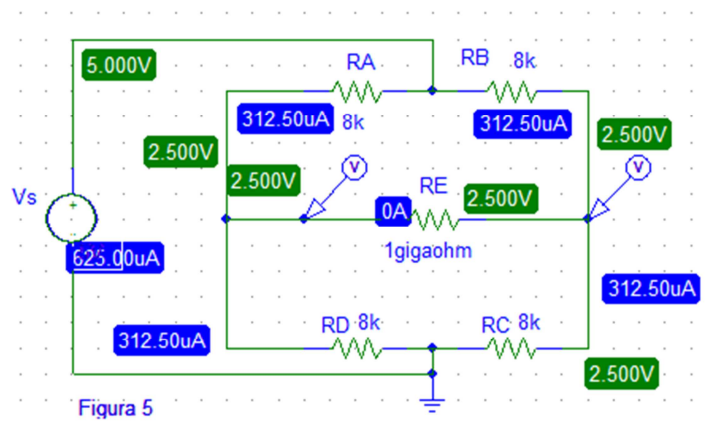 5.000V
RA
RB 8k
312.50uA
8k
312.50uA
2.500V
2.500V
2.500V
V
V
RE
2.500V
Vs
+
0A
1gigaohm
625.00uA
312.50uA
312.50uA
RD 8k
RC 8k
2.500V
Figura 5